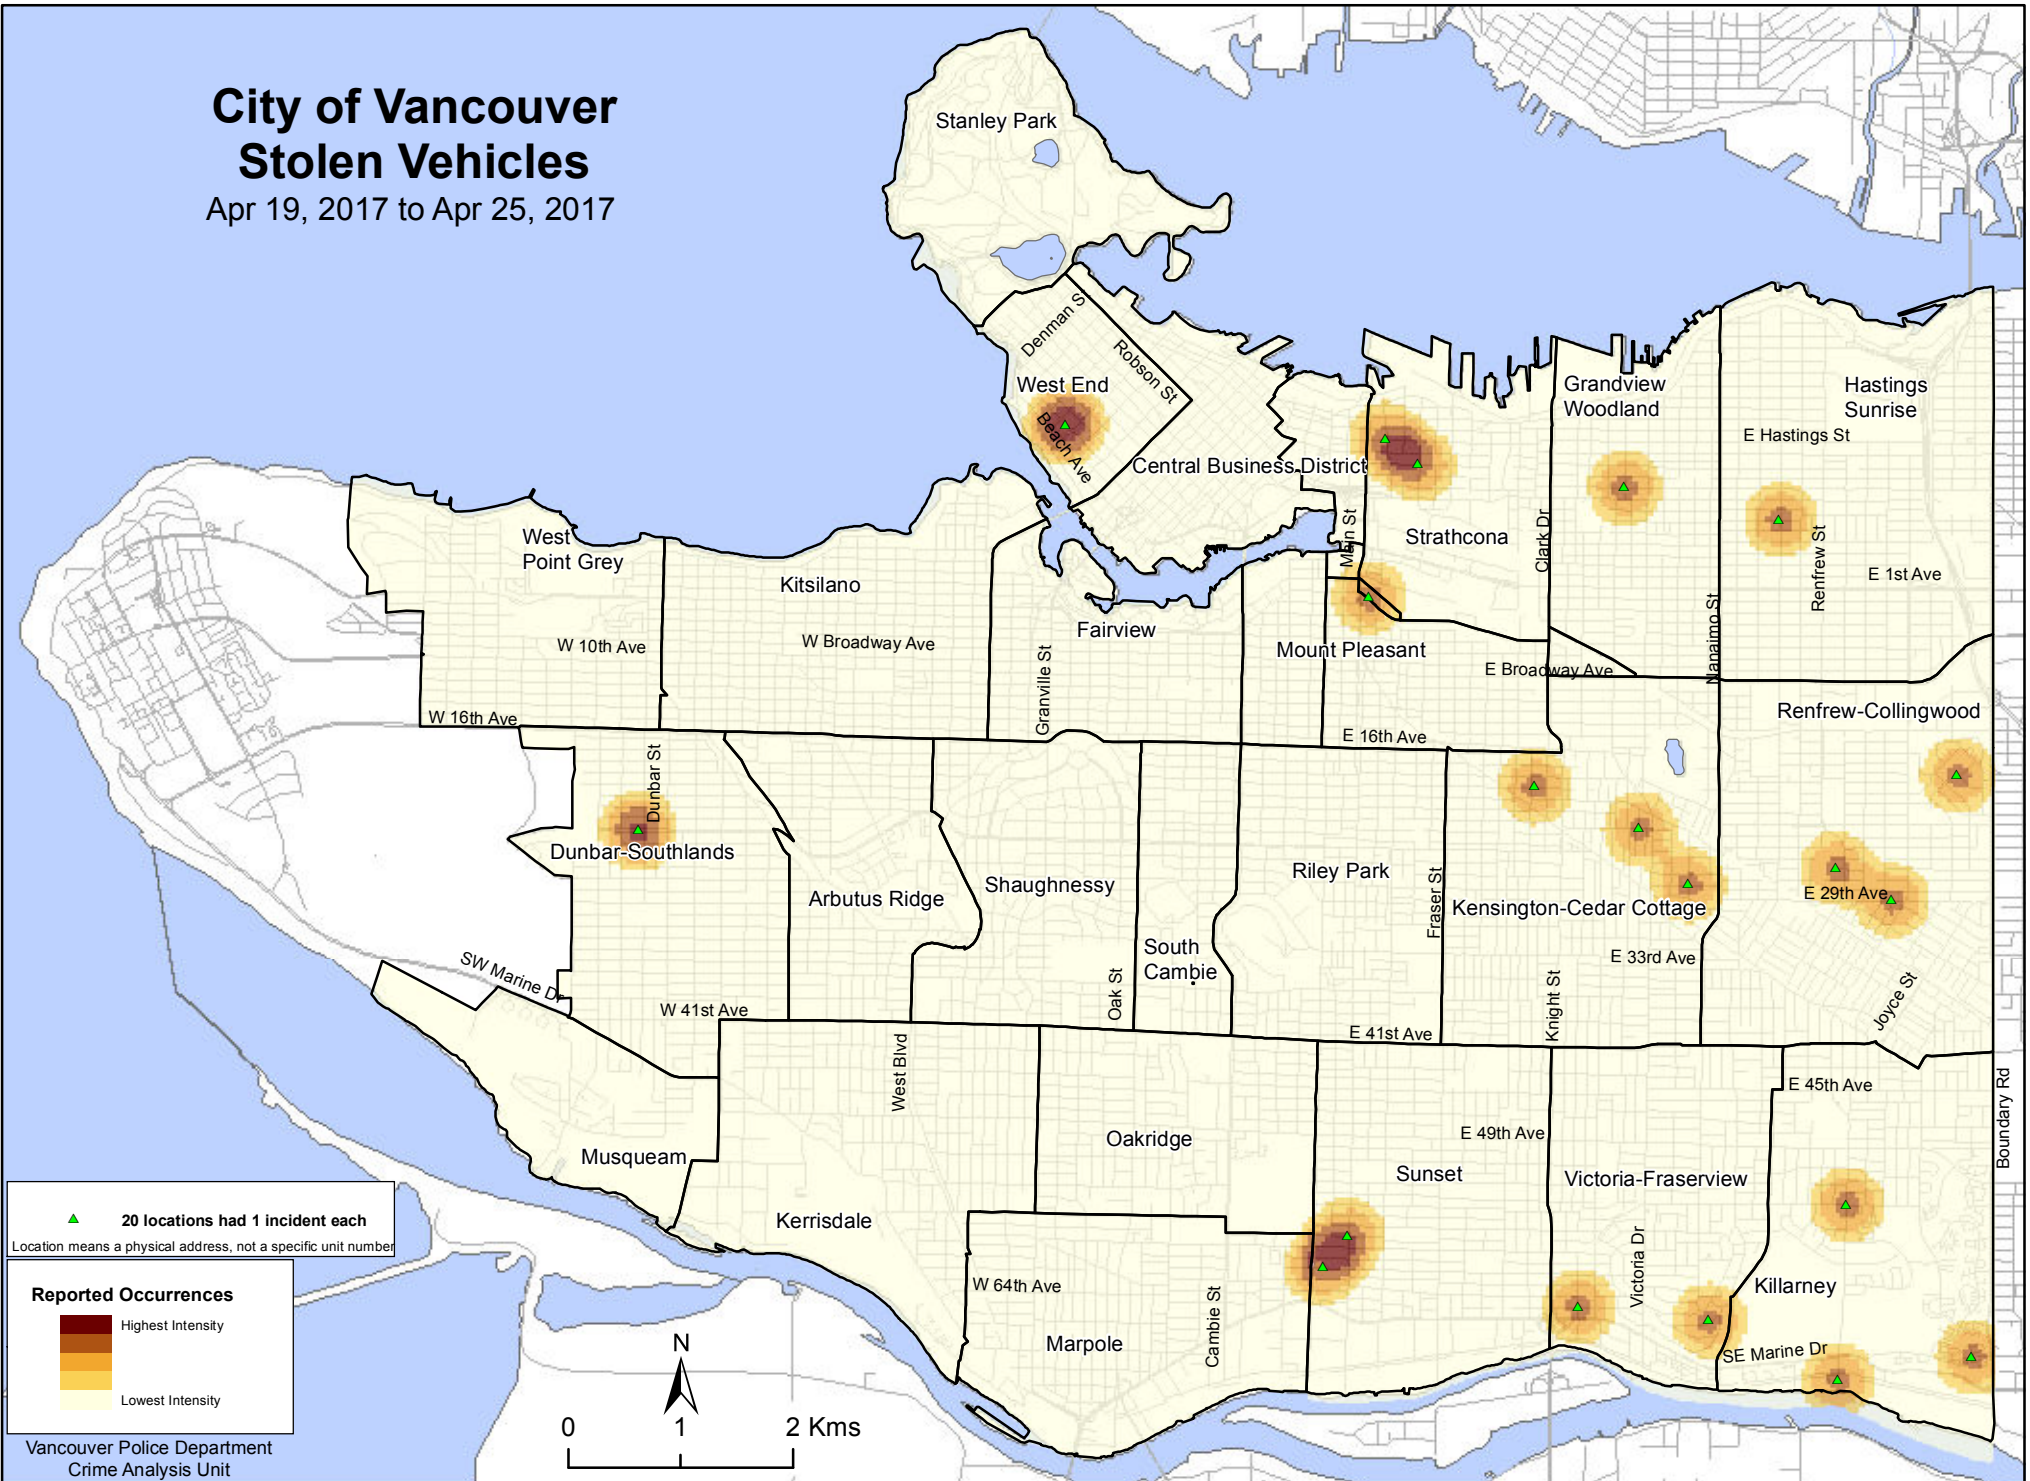 City of Vancouver
Stolen Vehicles
Apr 19, 2017 to Apr 25, 2017
Stanley Park
Denman St
Robson St
West End
Beach Ave
Central Business District
Grandview
Woodland
Hastings
Sunrise
E Hastings St
Strathcona
Main St
Clark Dr
Renfrew St
E 1st Ave
Nanaimo St
West
Point Grey
Kitsilano
Fairview
W 10th Ave
W Broadway Ave
Granville St
Mount Pleasant
E Broadway Ave
W 16th Ave
E 16th Ave
Renfrew-Collingwood
Dunbar St
Dunbar-Southlands
Arbutus Ridge
Shaughnessy
South
Cambie
Oak St
Riley Park
Fraser St
Kensington-Cedar Cottage
E 29th Ave
E 33rd Ave
Knight St
Joyce St
SW Marine Dr
W 41st Ave
E 41st Ave
West Blvd
E 45th Ave
Boundary Rd
Musqueam
Oakridge
E 49th Ave
Sunset
Victoria-Fraserview
Kerrisdale
Victoria Dr
W 64th Ave
Killarney
Marpole
Cambie St
SE Marine Dr
20 locations had 1 incident each
Location means a physical address, not a specific unit number
Reported Occurrences
Highest Intensity
Lowest Intensity
Vancouver Police Department
Crime Analysis Unit
N
0 1 2 Kms